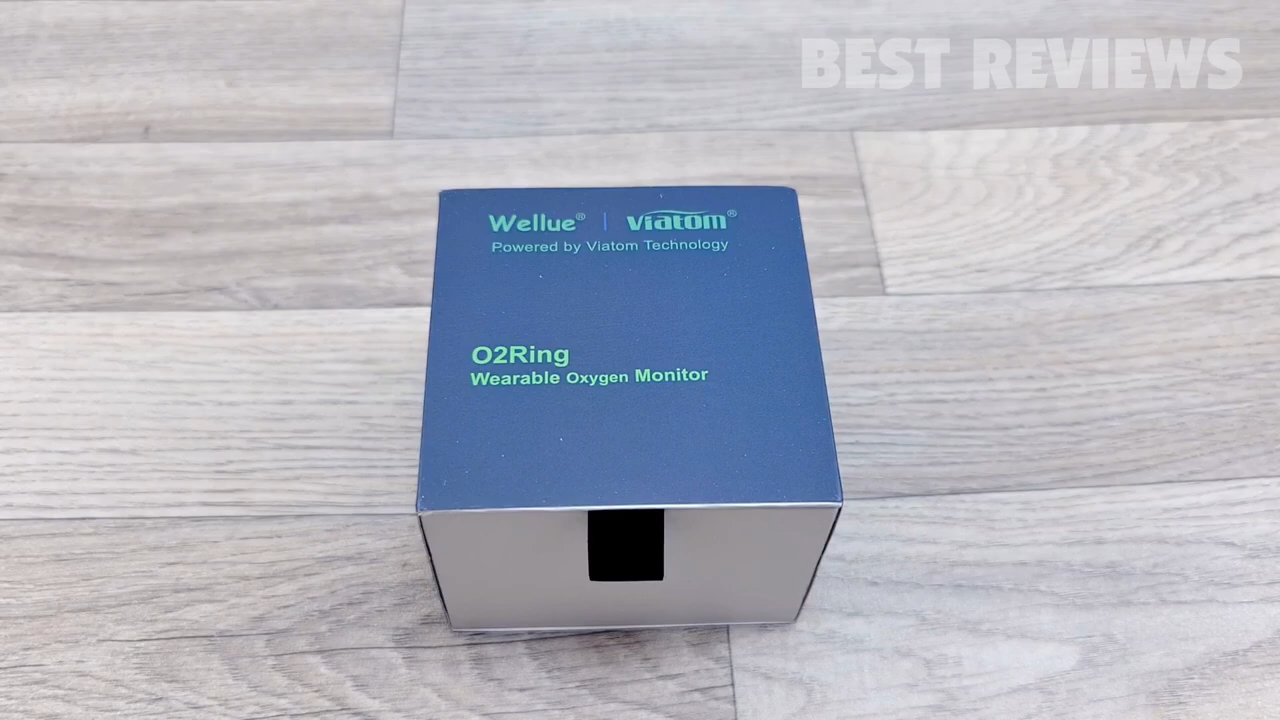 BEST REVIEWS
Wellue® | viatom®
Powered by Viatom Technology
O2Ring
Wearable Oxygen Monitor